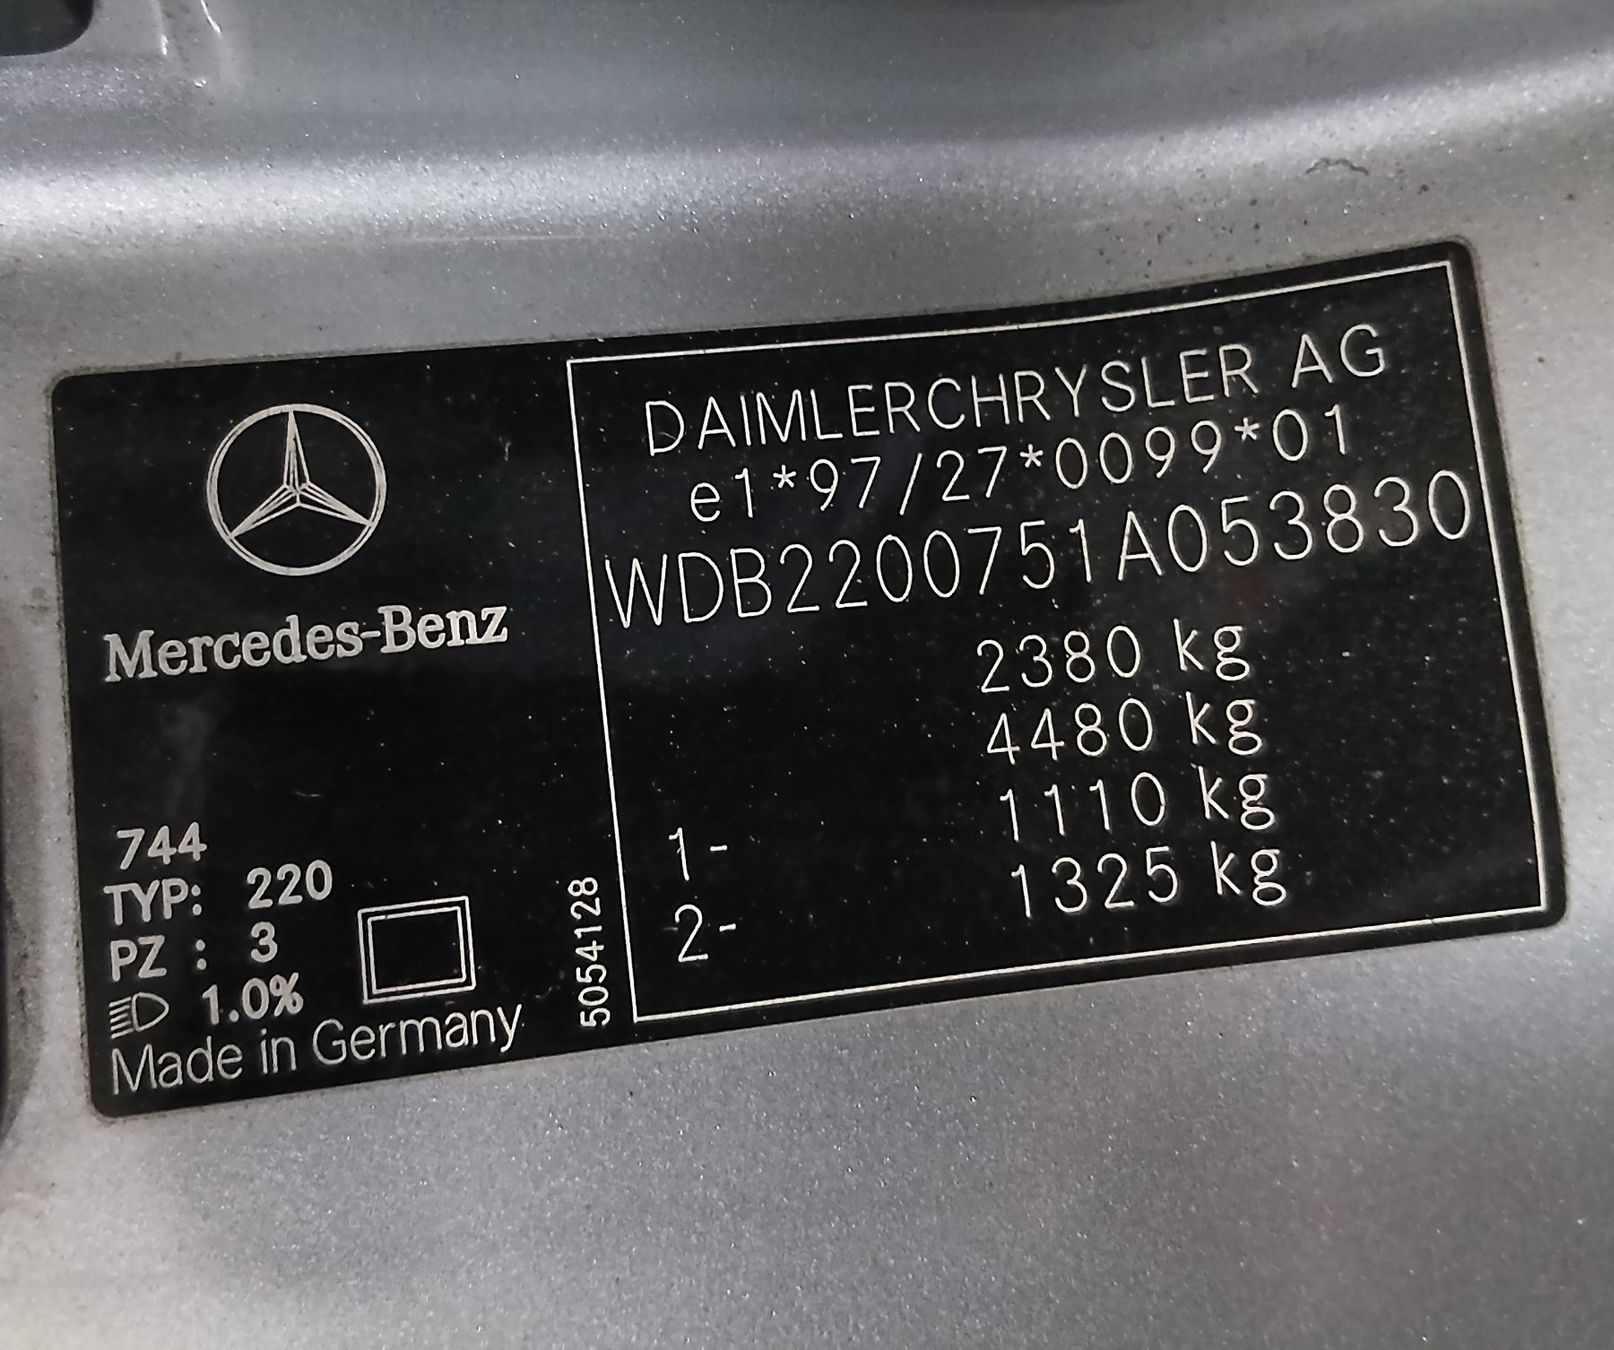 Mercedes-Benz
744
TYP: 220
PZ : 3
1.0%
Made in Germany
5054128
DAIMLERCHRYSLER AG
e1*97/27*0099*01
WDB2200751A053830
2380 kg
4480 kg
1- 1110 kg
2- 1325 kg